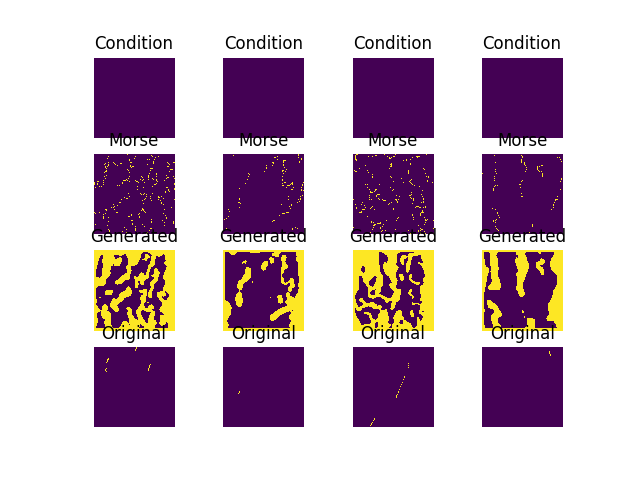 Condition Condition Condition Condition
Morse Morse Morse Morse
Generated Generated Generated Generated
Original Original Original Original